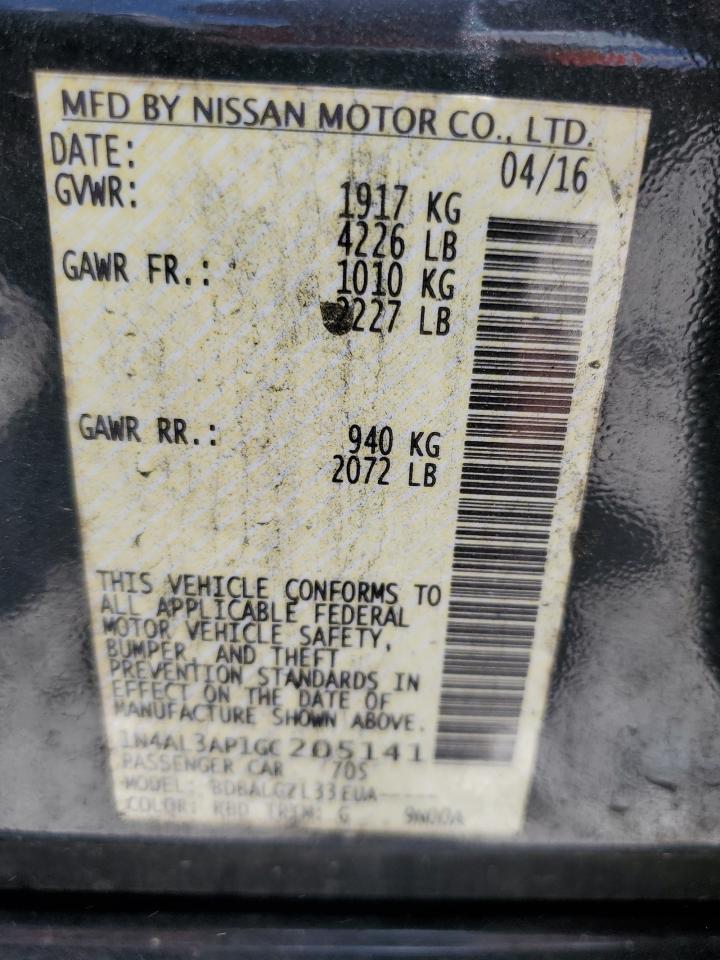 MFD BY NISSAN MOTOR CO., LTD.
DATE: 04/16
GVWR: 1917 KG
4226 LB
GAWR FR.: 1010 KG
2227 LB
GAWR RR.: 940 KG
2072 LB
THIS VEHICLE CONFORMS TO
ALL APPLICABLE FEDERAL
MOTOR VEHICLE SAFETY,
BUMPER, AND THEFT
PREVENTION STANDARDS IN
EFFECT ON THE DATE OF
MANUFACTURE SHOWN ABOVE.
1N4AL3AP1GC205141
PASSENGER CAR 705
MODEL:
COLOR: KBD TRIM: G